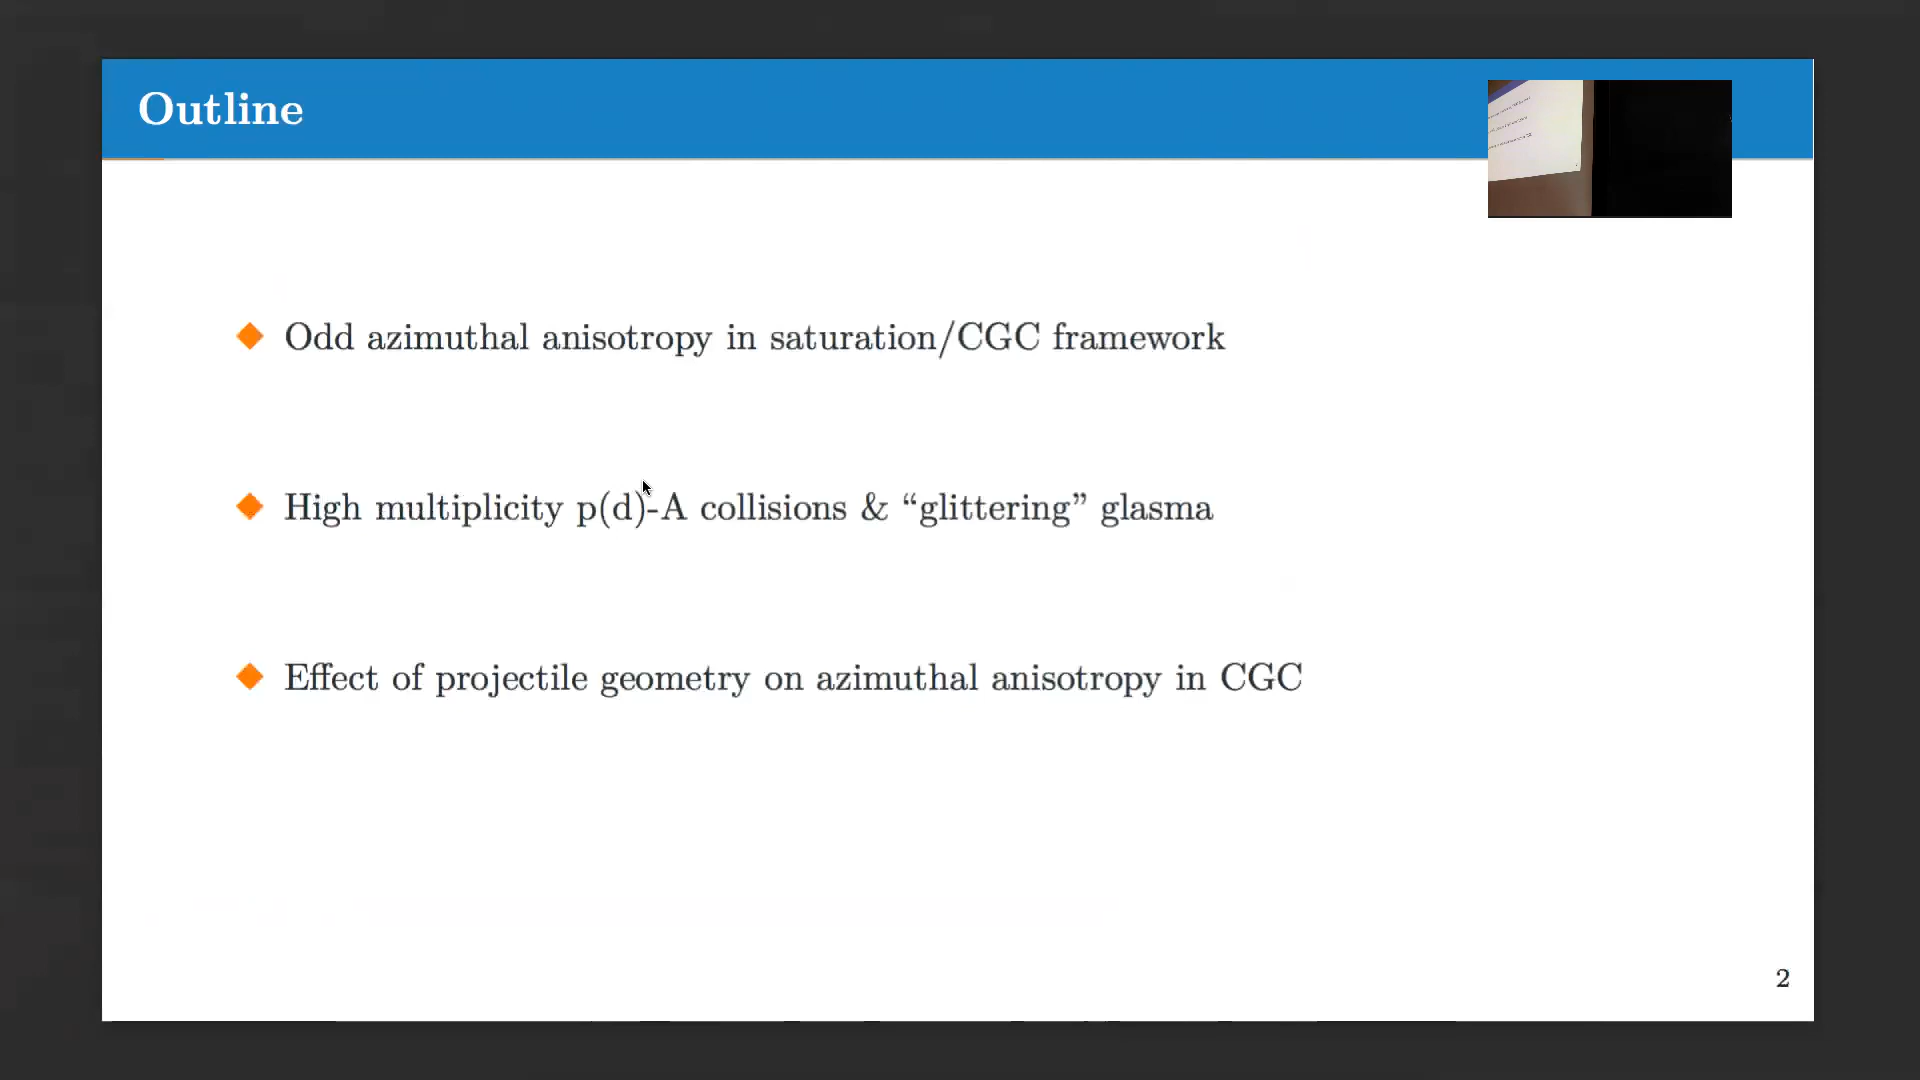 Outline
Odd azimuthal anisotropy in saturation/CGC framework
High multiplicity p(d)-A collisions & “glittering” glasma
Effect of projectile geometry on azimuthal anisotropy in CGC
2